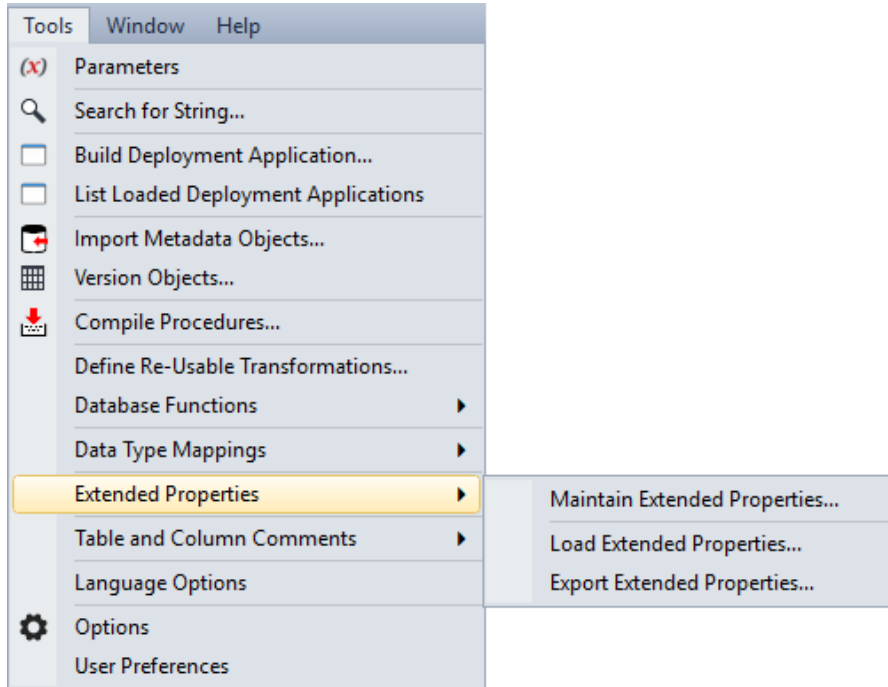 Tools Window Help
(x) Parameters
Search for String...
Build Deployment Application...
List Loaded Deployment Applications
Import Metadata Objects...
Version Objects...
Compile Procedures...
Define Re-Usable Transformations...
Database Functions
Data Type Mappings
Extended Properties
Maintain Extended Properties...
Table and Column Comments
Load Extended Properties...
Language Options
Export Extended Properties...
Options
User Preferences